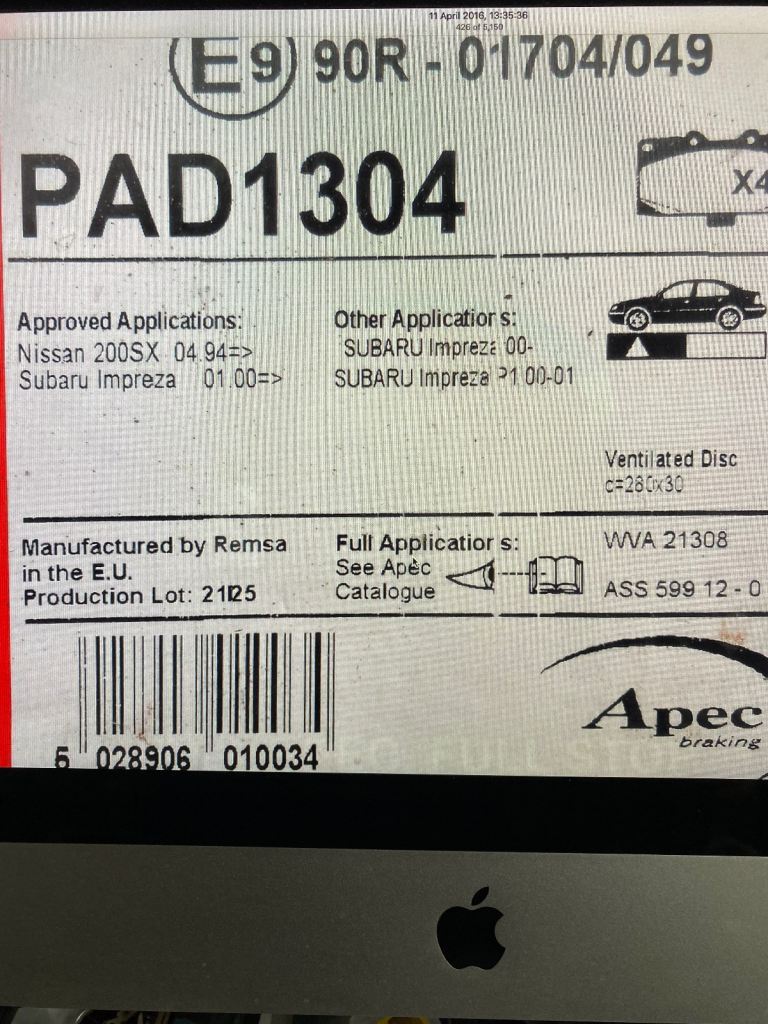 11 April 2016, 13:35:36
426 of 5,150
E9 90R - 01704/049
PAD1304
X4
Approved Applications:
Nissan 200SX 04.94=>
Subaru Impreza 01.00=>
Other Applications:
SUBARU Impreza 00-
SUBARU Impreza P1 00-01
Ventilated Disc
c=280x30
Manufactured by Remsa
in the E.U.
Production Lot: 21125
Full Applications:
See Apec
Catalogue
WVA 21308
ASS 599 12 - 0
5 028906 010034
Apec
braking